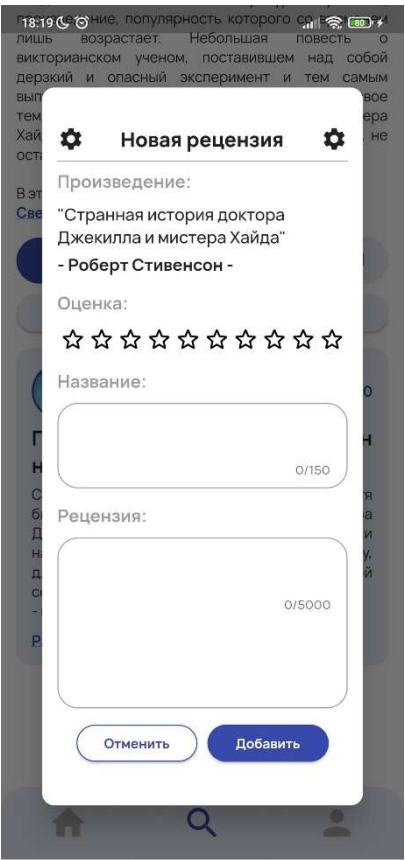 18:19
80
лишь возрастает. Небольшая повесть о
викторианском ученом, поставившем над собой
дерзкий и опасный эксперимент и тем самым
Новая рецензия
Произведение:
"Странная история доктора
Джекилла и мистера Хайда"
- Роберт Стивенсон -
Оценка:
Название:
0/150
Рецензия:
0/5000
Отменить
Добавить